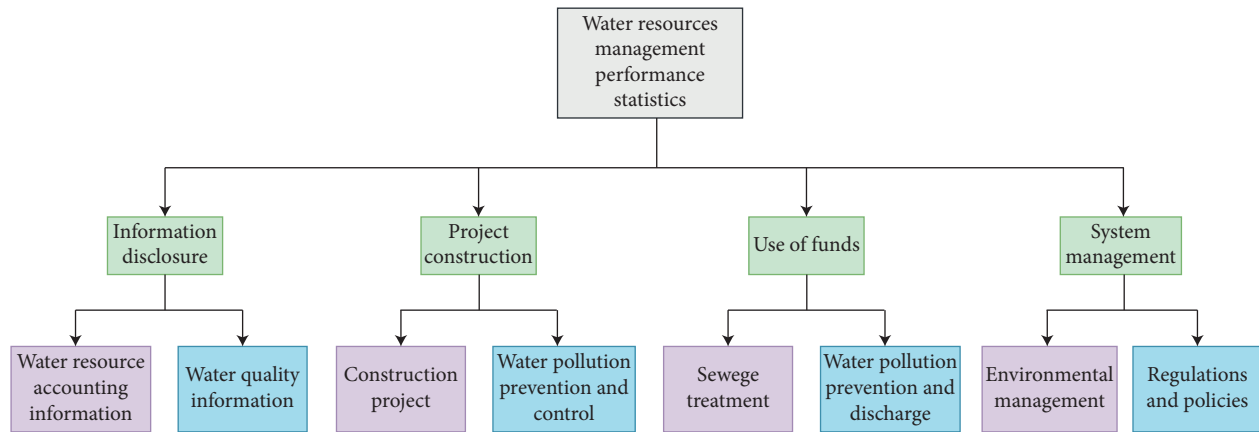 Water resources
management
performance
statistics
Information
disclosure
Project
construction
Use of funds
System
management
Water resource
accounting
information
Water quality
information
Construction
project
Water pollution
prevention and
control
Sewege
treatment
Water pollution
prevention and
discharge
Environmental
management
Regulations
and policies